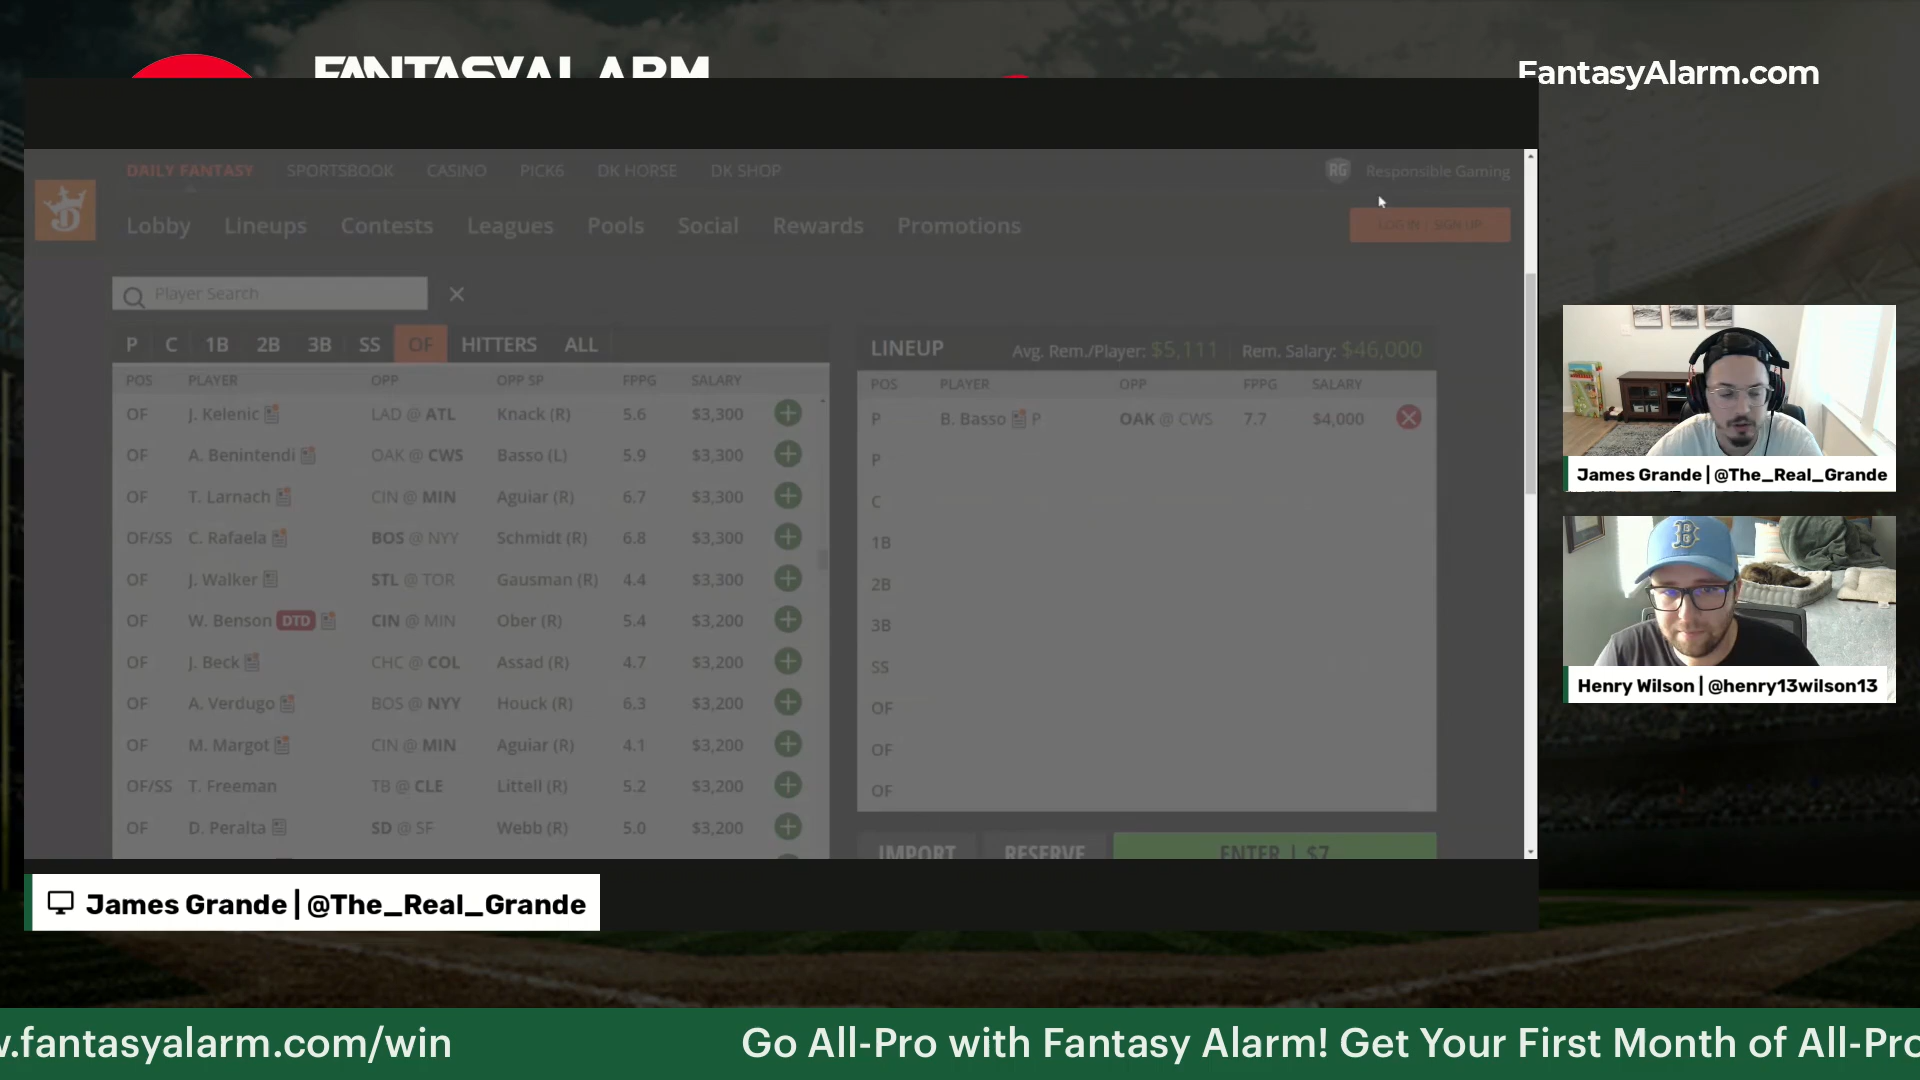 FANTASYALARM
FantasyAlarm.com
DAILY FANTASY SPORTSBOOK CASINO PICK6 DK HORSE DK SHOP
RG Responsible Gaming
Lobby Lineups Contests Leagues Pools Social Rewards Promotions
LOG IN / SIGN UP
Player Search
P C 1B 2B 3B SS OF HITTERS ALL
POS PLAYER OPP OPP SP FPPG SALARY
OF J. Kelenic LAD @ ATL Knack (R) 5.6 $3,300
OF A. Benintendi OAK @ CWS Basso (L) 5.9 $3,300
OF T. Larnach CIN @ MIN Aguiar (R) 6.7 $3,300
OF/SS C. Rafaela BOS @ NYY Schmidt (R) 6.8 $3,300
OF J. Walker STL @ TOR Gausman (R) 4.4 $3,300
OF W. Benson DTD CIN @ MIN Ober (R) 5.4 $3,200
OF J. Beck CHC @ COL Assad (R) 4.7 $3,200
OF A. Verdugo BOS @ NYY Houck (R) 6.3 $3,200
OF M. Margot CIN @ MIN Aguiar (R) 4.1 $3,200
OF/SS T. Freeman TB @ CLE Littell (R) 5.2 $3,200
OF D. Peralta SD @ SF Webb (R) 5.0 $3,200
LINEUP Avg. Rem./Player: $5,111 Rem. Salary: $46,000
POS PLAYER OPP FPPG SALARY
P B. Basso P OAK @ CWS 7.7 $4,000
P
C
1B
2B
3B
SS
OF
OF
OF
IMPORT RESERVE ENTER | $7
James Grande | @The_Real_Grande
B
Henry Wilson | @henry13wilson13
James Grande | @The_Real_Grande
.fantasyalarm.com/win Go All-Pro with Fantasy Alarm! Get Your First Month of All-Pro